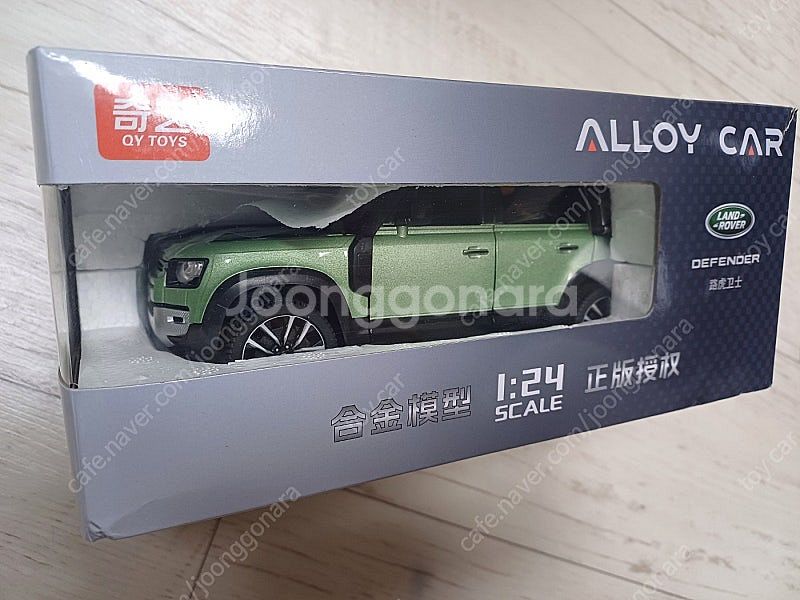 奇艺
QY TOYS
ALLOY CAR
LAND
ROVER
DEFENDER
路虎卫士
合金模型 1:24 SCALE 正版授权
Joonggonara
cafe.naver.com/joonggonara
toy car